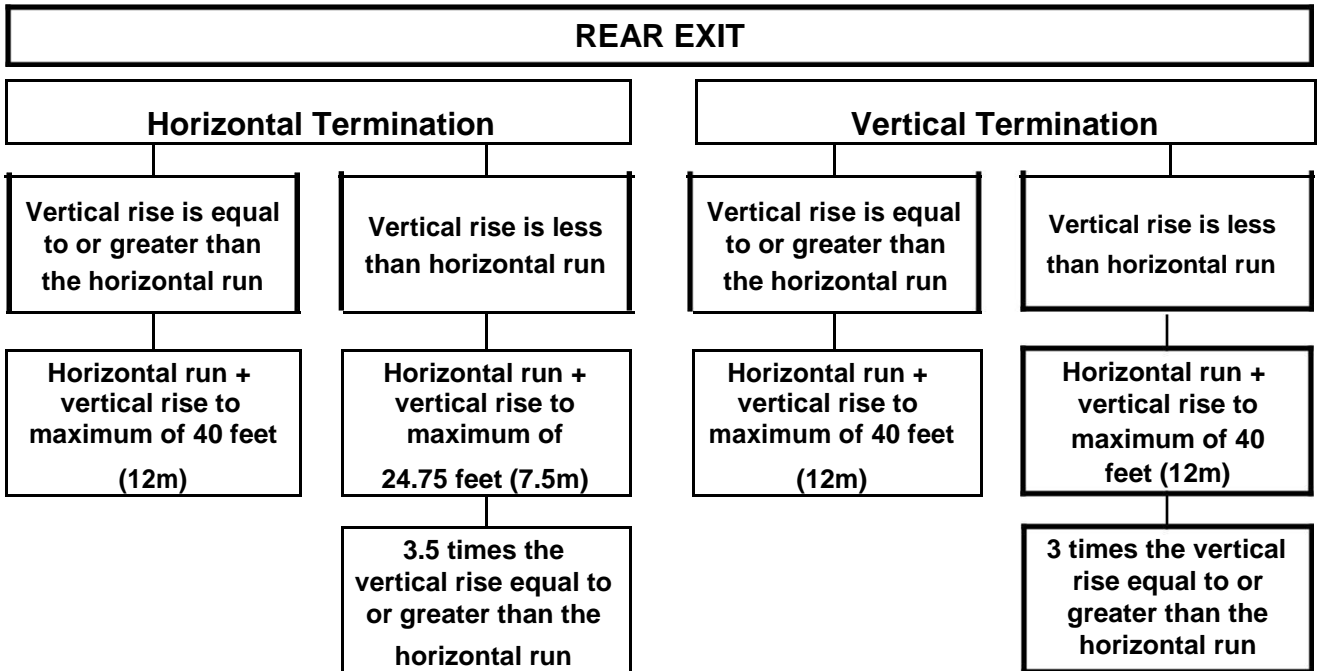 REAR EXIT
Horizontal Termination
Vertical rise is equal
to or greater than
the horizontal run
Horizontal run +
vertical rise to
maximum of 40 feet
(12m)
Vertical rise is less
than horizontal run
Horizontal run +
vertical rise to
maximum of
24.75 feet (7.5m)
3.5 times the
vertical rise equal to
or greater than the
horizontal run
Vertical Termination
Vertical rise is equal
to or greater than
the horizontal run
Horizontal run +
vertical rise to
maximum of 40 feet
(12m)
Vertical rise is less
than horizontal run
Horizontal run +
vertical rise to
maximum of 40
feet (12m)
3 times the vertical
rise equal to or
greater than the
horizontal run